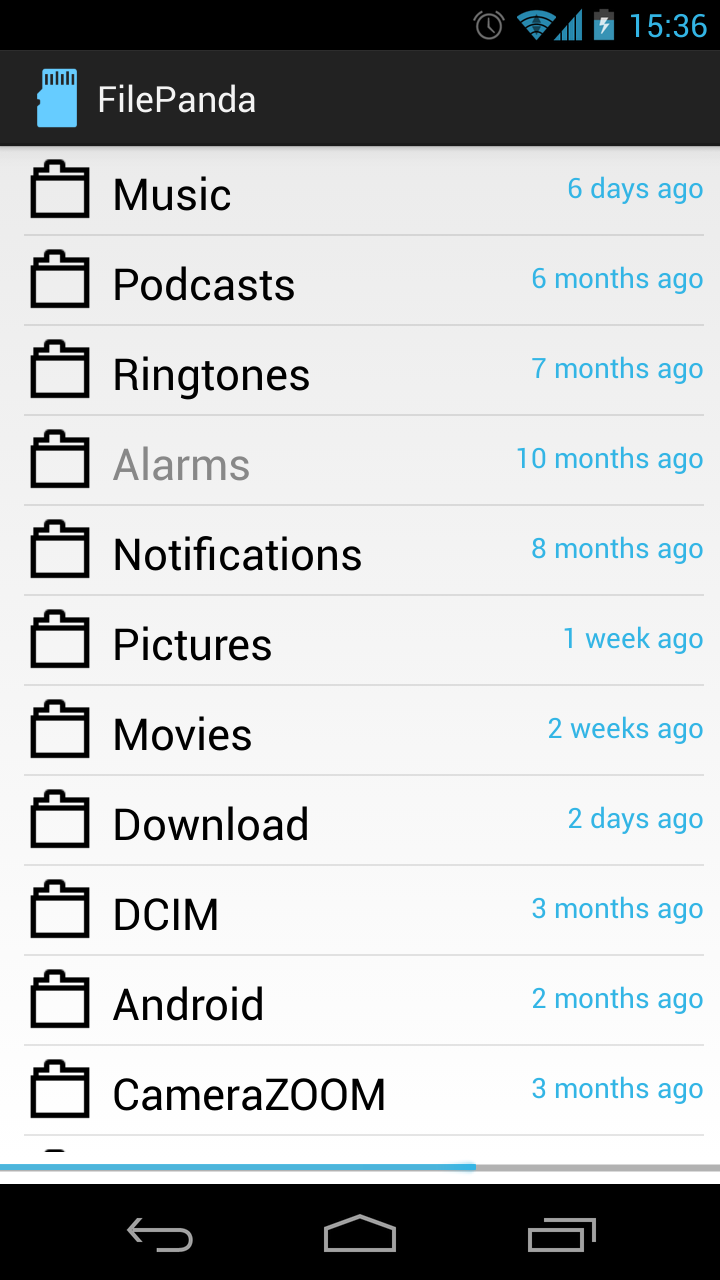 15:36
FilePanda
Music 6 days ago
Podcasts 6 months ago
Ringtones 7 months ago
Alarms 10 months ago
Notifications 8 months ago
Pictures 1 week ago
Movies 2 weeks ago
Download 2 days ago
DCIM 3 months ago
Android 2 months ago
CameraZOOM 3 months ago